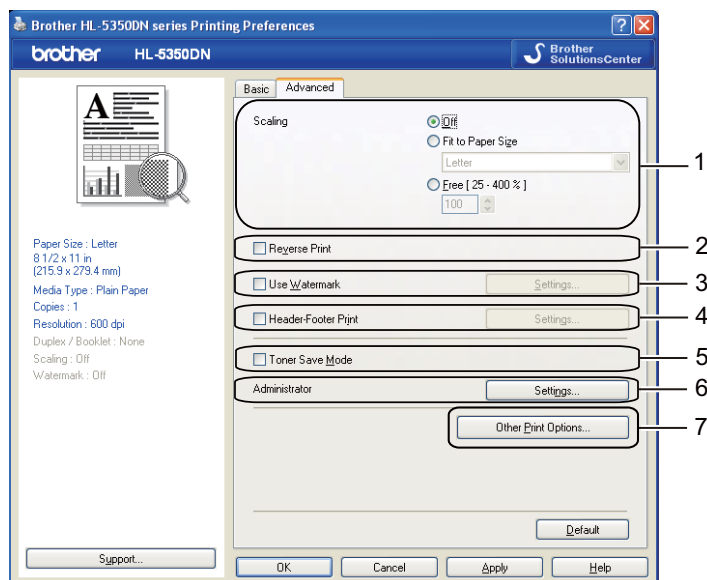 Brother HL-5350DN series Printing Preferences
brother HL-5350DN
Brother
SolutionsCenter
Basic Advanced
A
Scaling
Off
Fit to Paper Size
Letter
Free [ 25 - 400 % ]
100
1
Paper Size : Letter
8 1/2 x 11 in
(215.9 x 279.4 mm)
Media Type : Plain Paper
Copies : 1
Resolution : 600 dpi
Duplex / Booklet : None
Scaling : Off
Watermark : Off
Reverse Print
2
Use Watermark Settings...
3
Header-Footer Print Settings...
4
Toner Save Mode
5
Administrator Settings...
6
Other Print Options...
7
Default
Support...
OK Cancel Apply Help